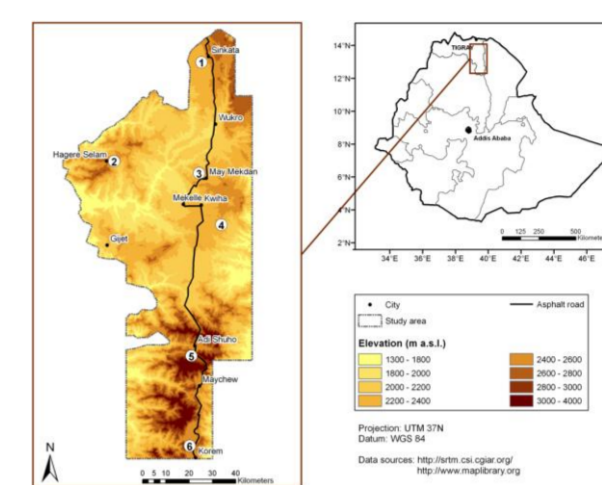 1
Sinkata
Wukro
Hagere Selam
2
3
May Mekdan
Mekelle Kwiha
4
Gijet
Adi Shuho
5
Maychew
6
Korem
N
0 5 10 20 30 40
Kilometers
14°N
12°N
10°N
8°N
6°N
4°N
2°N
TIGRAY
Addis Ababa
0 125 250 500
Kilometers
34°E 36°E 38°E 40°E 42°E 44°E 46°E
City
Asphalt road
Study area
Elevation (m a.s.l.)
1300 - 1800
2400 - 2600
1800 - 2000
2600 - 2800
2000 - 2200
2800 - 3000
2200 - 2400
3000 - 4000
Projection: UTM 37N
Datum: WGS 84
Data sources: http://srtm.csi.cgiar.org/
http://www.maplibrary.org